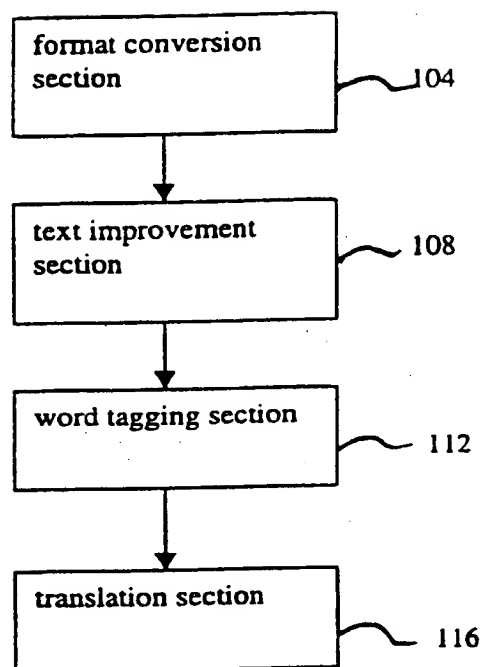 format conversion
section
104
text improvement
section
108
word tagging section
112
translation section
116